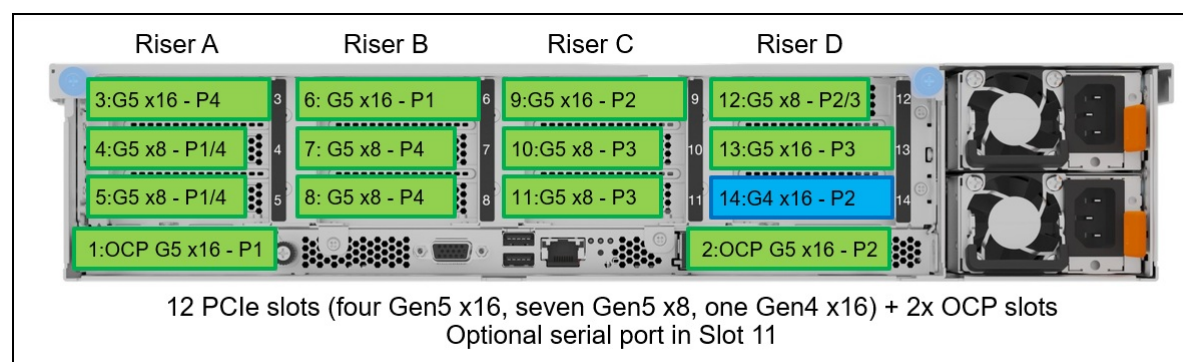 Riser A Riser B Riser C Riser D
3:G5 x16 - P4 3 6: G5 x16 - P1 6 9:G5 x16 - P2 9 12:G5 x8 - P2/3 12
4:G5 x8 - P1/4 4 7: G5 x8 - P4 7 10:G5 x8 - P3 10 13:G5 x16 - P3 13
5:G5 x8 - P1/4 5 8: G5 x8 - P4 8 11:G5 x8 - P3 11 14:G4 x16 - P2 14
1:OCP G5 x16 - P1 2:OCP G5 x16 - P2
12 PCIe slots (four Gen5 x16, seven Gen5 x8, one Gen4 x16) + 2x OCP slots
Optional serial port in Slot 11